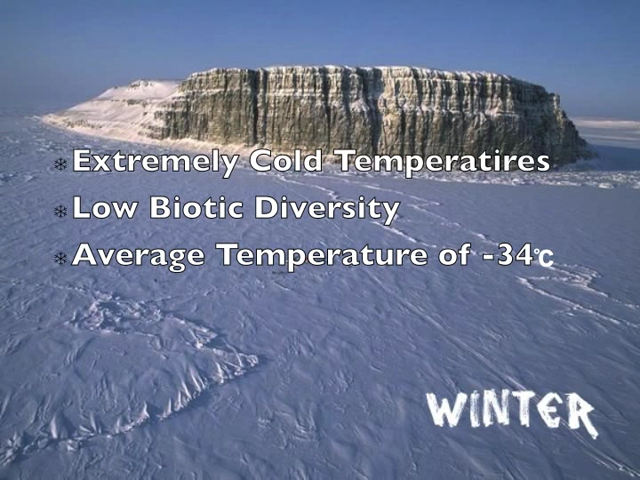 Extremely Cold Temperatires
Low Biotic Diversity
Average Temperature of -34°C
WINTER